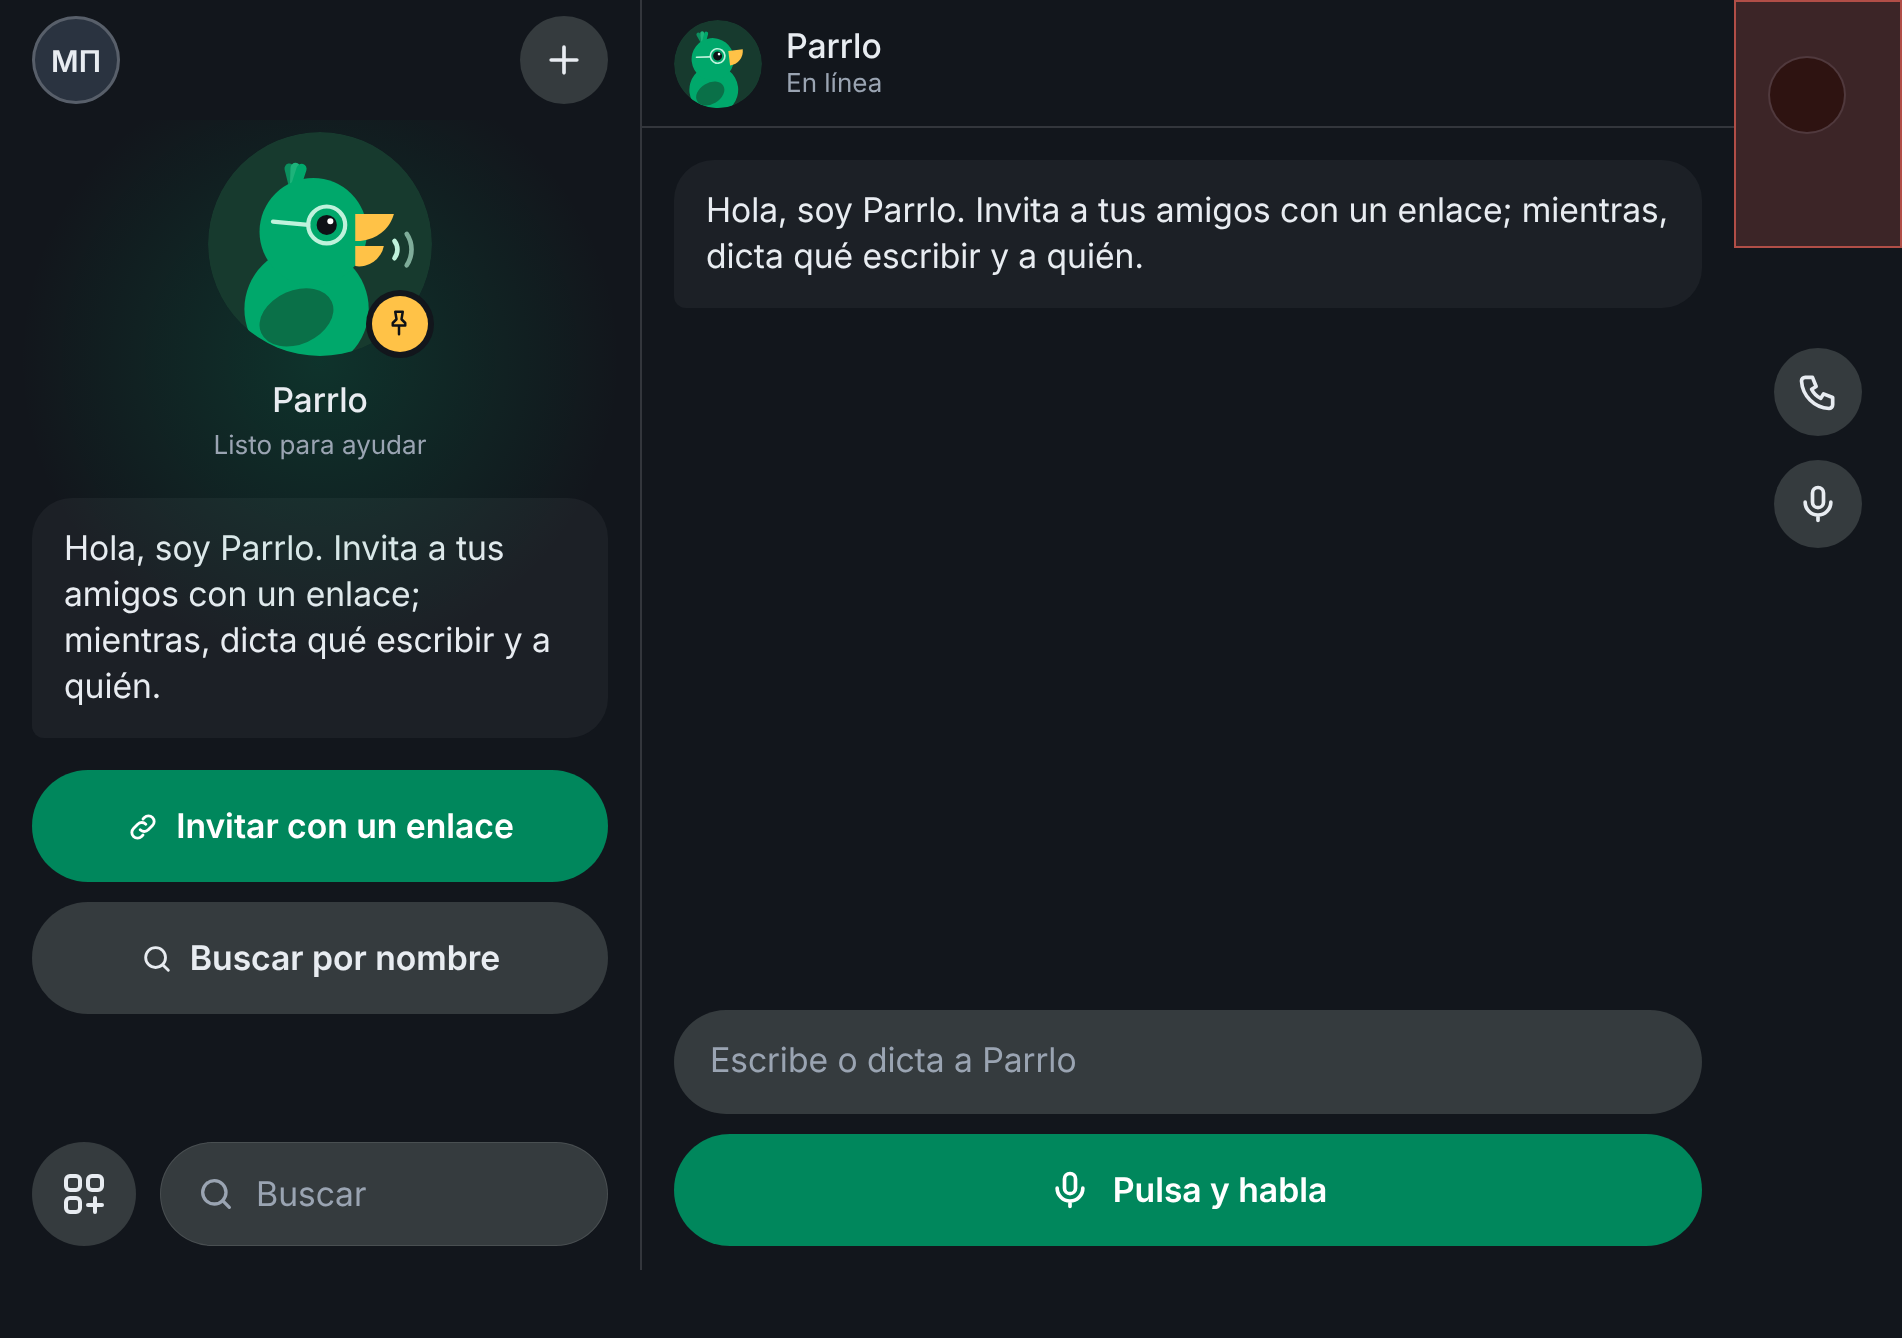 МП
Parrlo
Listo para ayudar
Hola, soy Parrlo. Invita a tus
amigos con un enlace;
mientras, dicta qué escribir y a
quién.
Invitar con un enlace
Buscar por nombre
Buscar
Parrlo
En línea
Hola, soy Parrlo. Invita a tus amigos con un enlace; mientras,
dicta qué escribir y a quién.
Escribe o dicta a Parrlo
Pulsa y habla